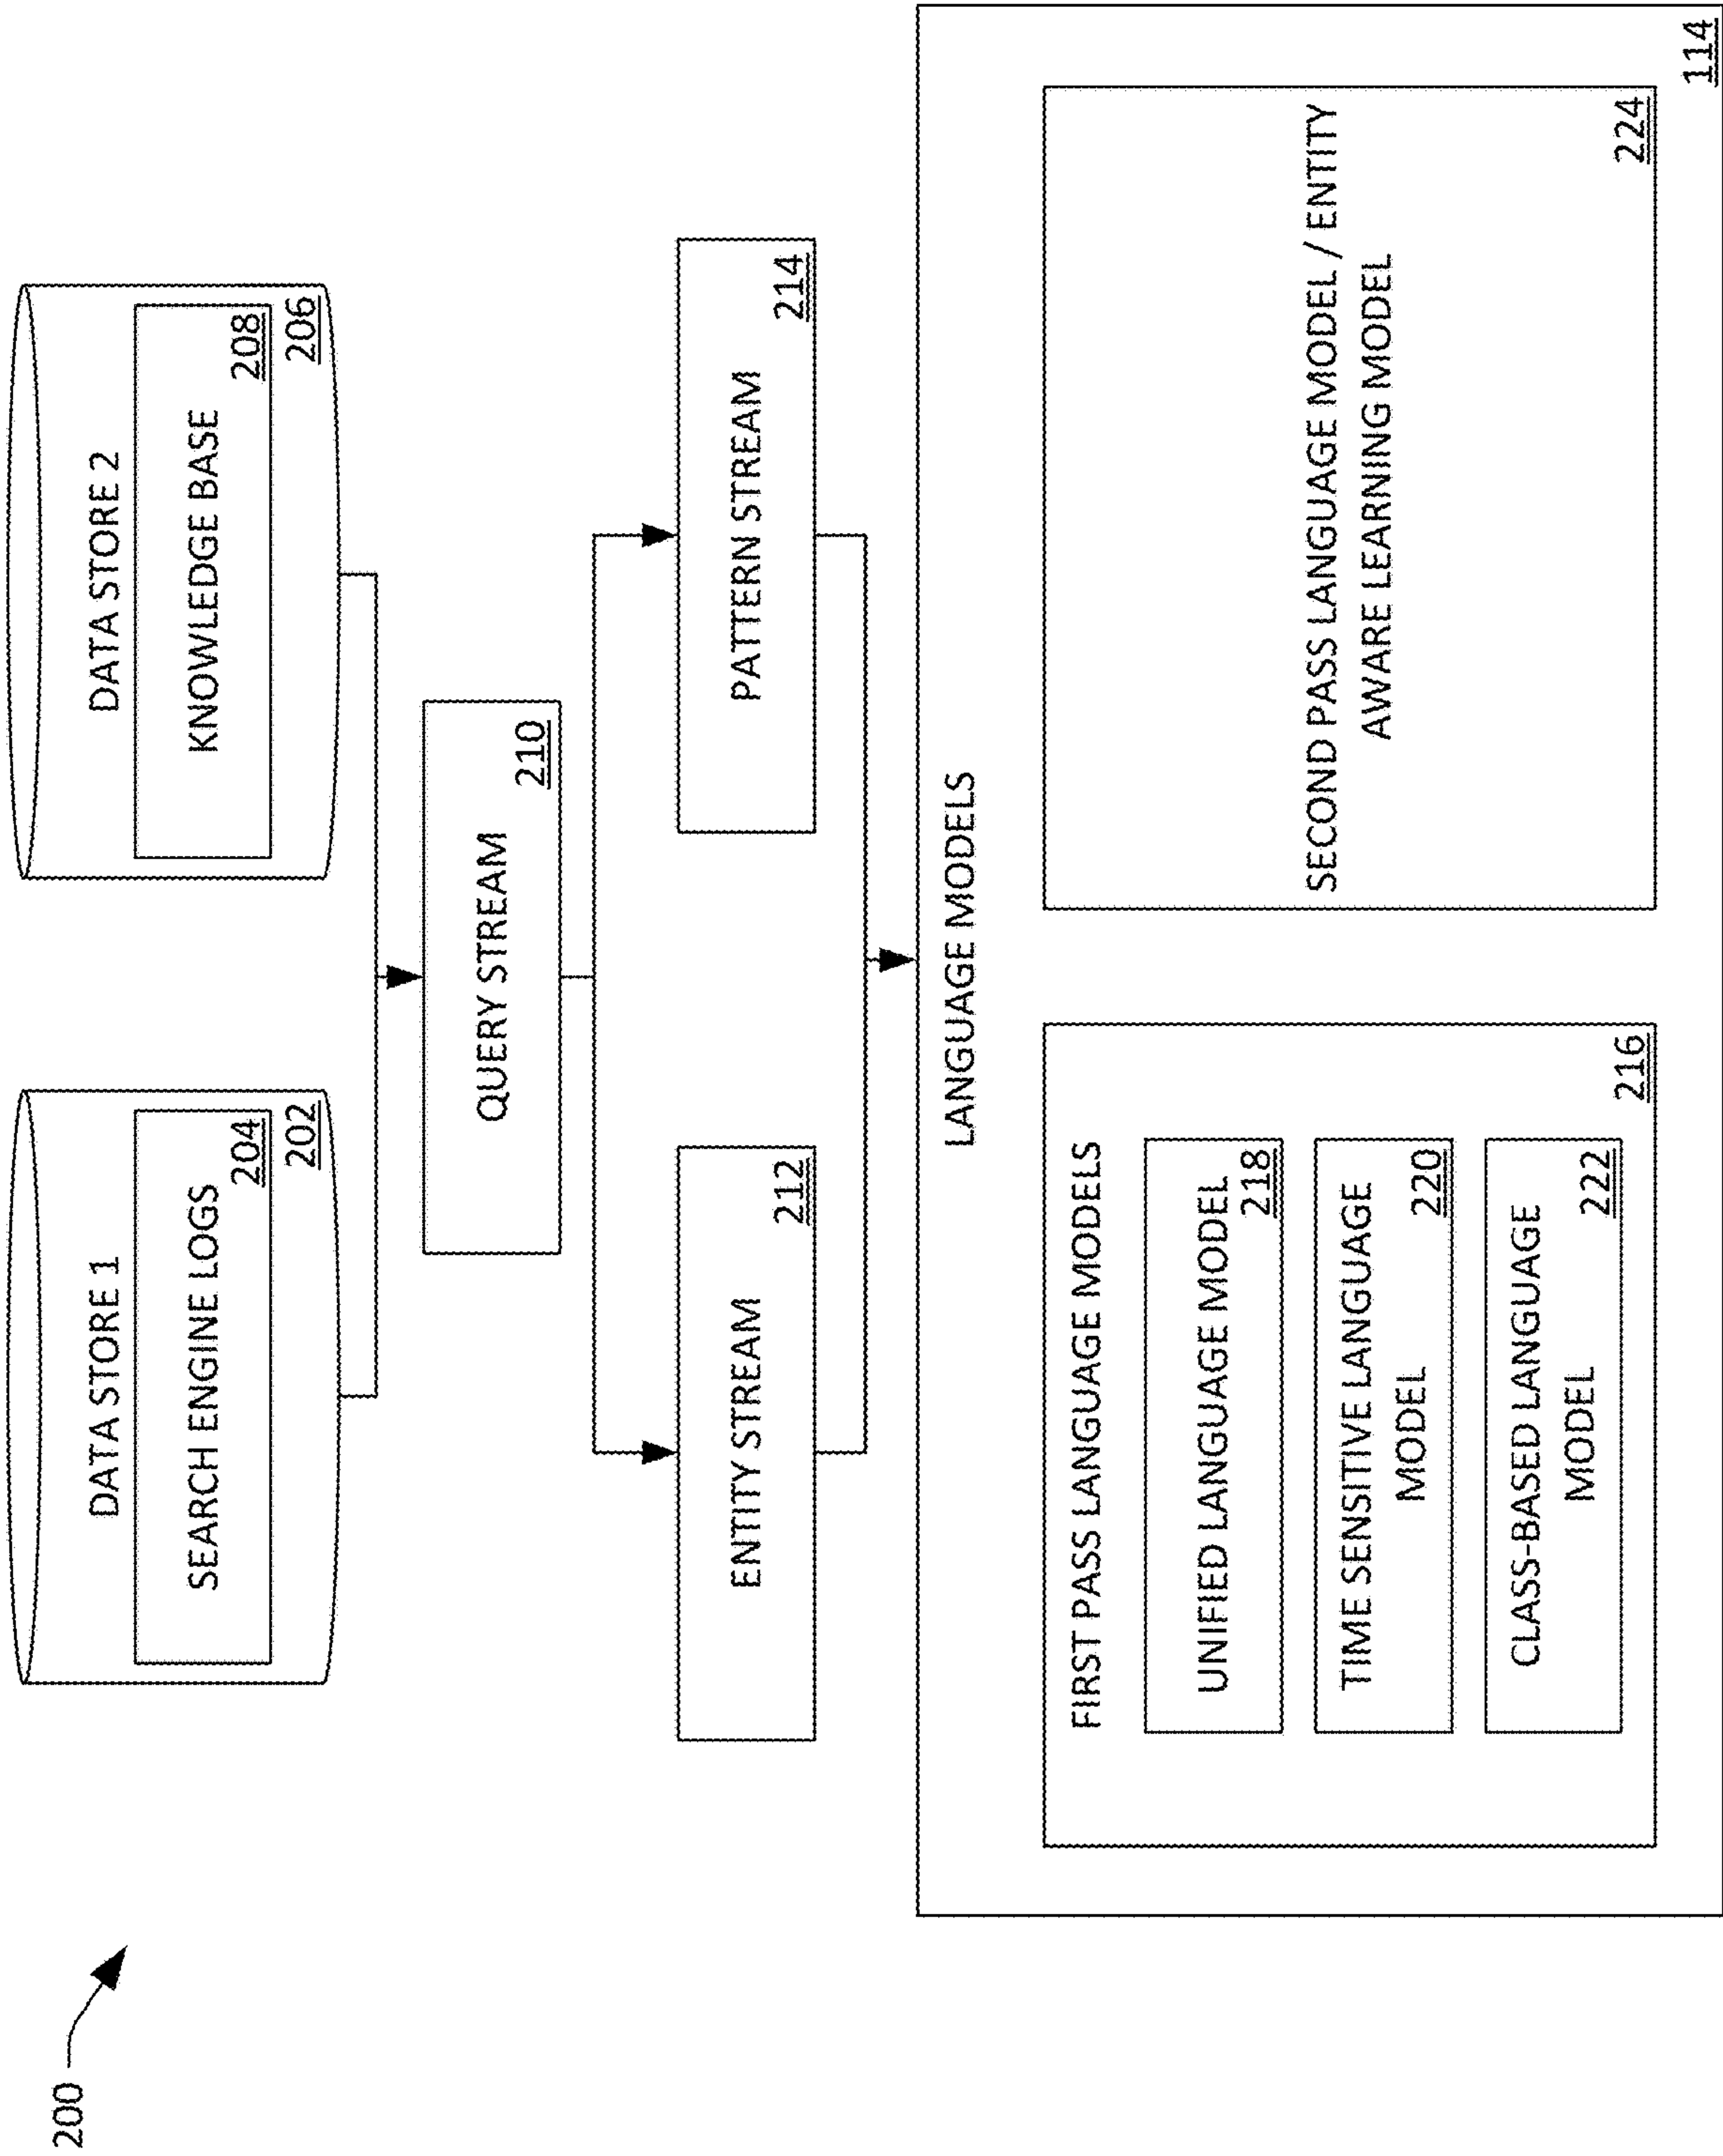 200
DATA STORE 1
SEARCH ENGINE LOGS
204
202
DATA STORE 2
KNOWLEDGE BASE
208
206
QUERY STREAM
210
ENTITY STREAM
212
PATTERN STREAM
214
LANGUAGE MODELS
FIRST PASS LANGUAGE MODELS
UNIFIED LANGUAGE MODEL
218
TIME SENSITIVE LANGUAGE
MODEL
220
CLASS-BASED LANGUAGE
MODEL
222
216
SECOND PASS LANGUAGE MODEL / ENTITY
AWARE LEARNING MODEL
224
114